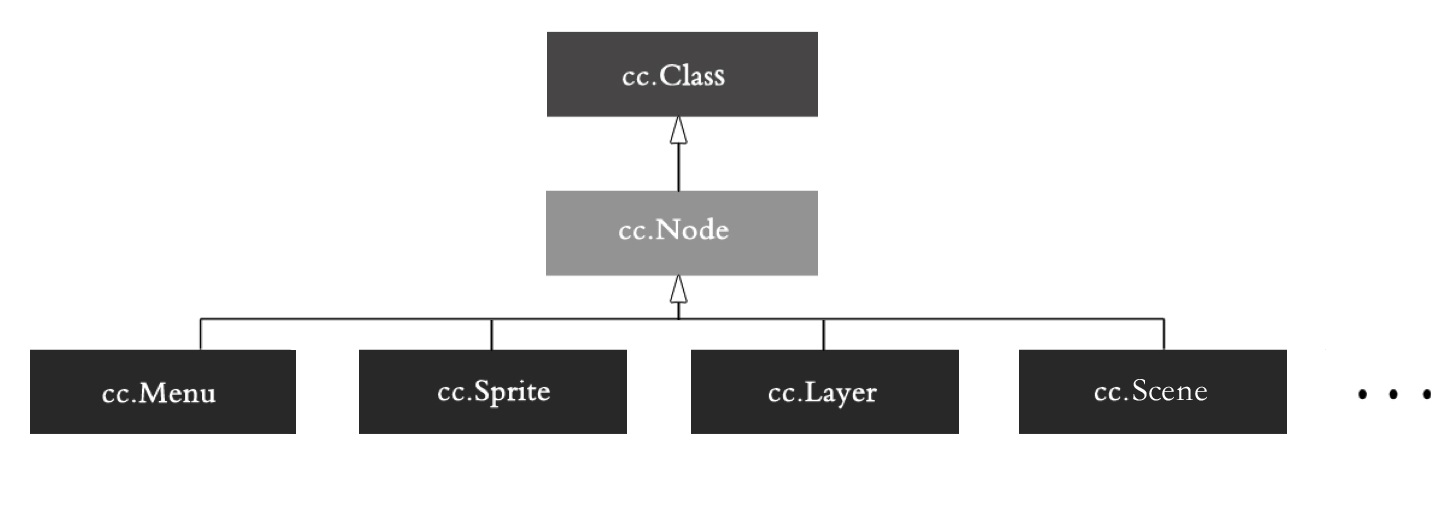 cc.Class
cc.Node
cc.Menu
cc.Sprite
cc.Layer
cc.Scene
. . .